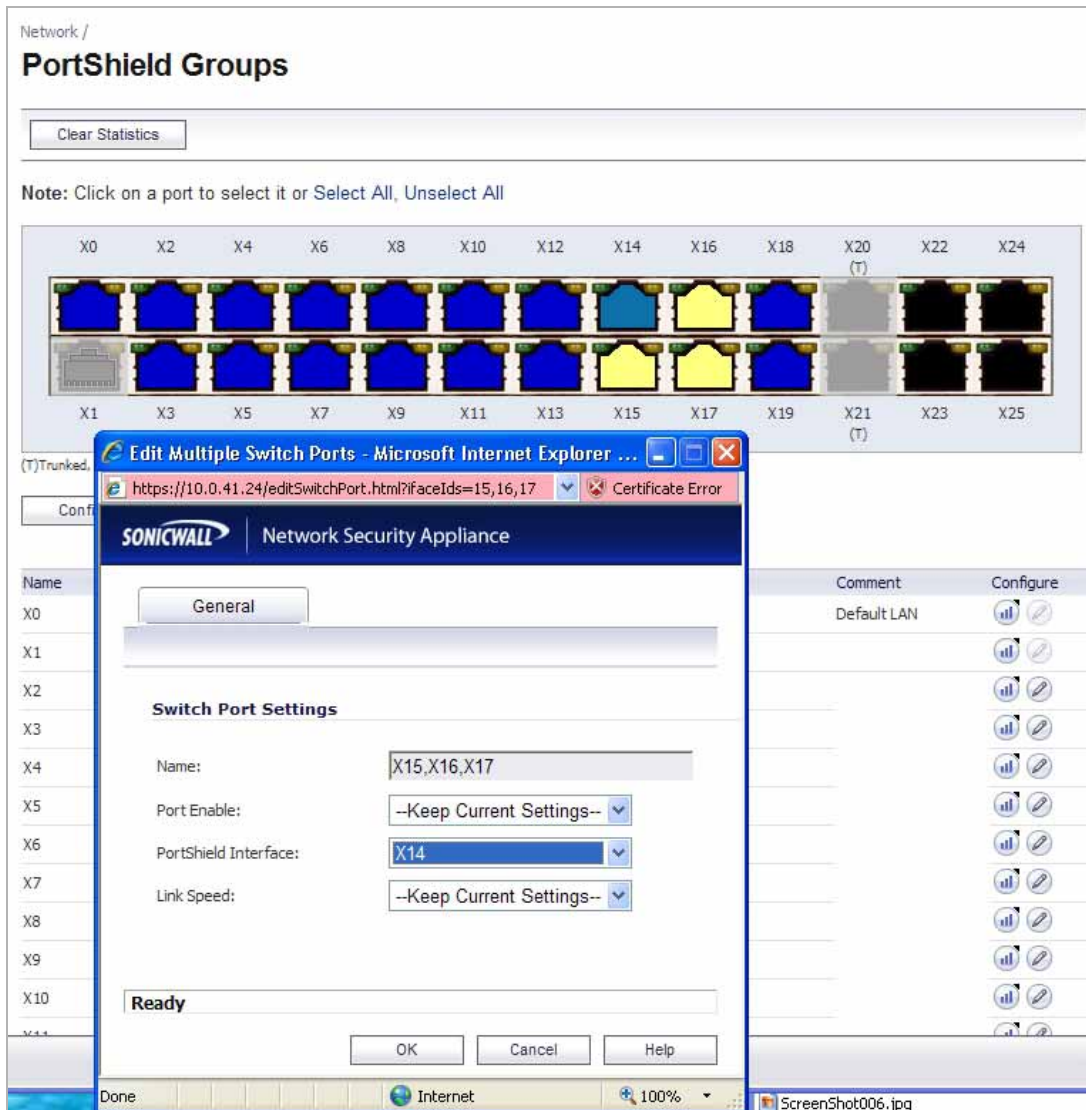 Network /
PortShield Groups
Clear Statistics
Note: Click on a port to select it or Select All, Unselect All
X0 X2 X4 X6 X8 X10 X12 X14 X16 X18 X20 X22 X24
(T)
X1 X3 X5 X7 X9 X11 X13 X15 X17 X19 X21 X23 X25
(T)
(T)Trunked,
Confi
Edit Multiple Switch Ports - Microsoft Internet Explorer ...
https://10.0.41.24/editSwitchPort.html?ifaceIds=15,16,17 Certificate Error
SONICWALL Network Security Appliance
General
Switch Port Settings
Name: X15,X16,X17
Port Enable: --Keep Current Settings--
PortShield Interface: X14
Link Speed: --Keep Current Settings--
Ready
OK Cancel Help
Done Internet 100%
Name Comment Configure
X0 Default LAN
X1
X2
X3
X4
X5
X6
X7
X8
X9
X10
ScreenShot006.jpg